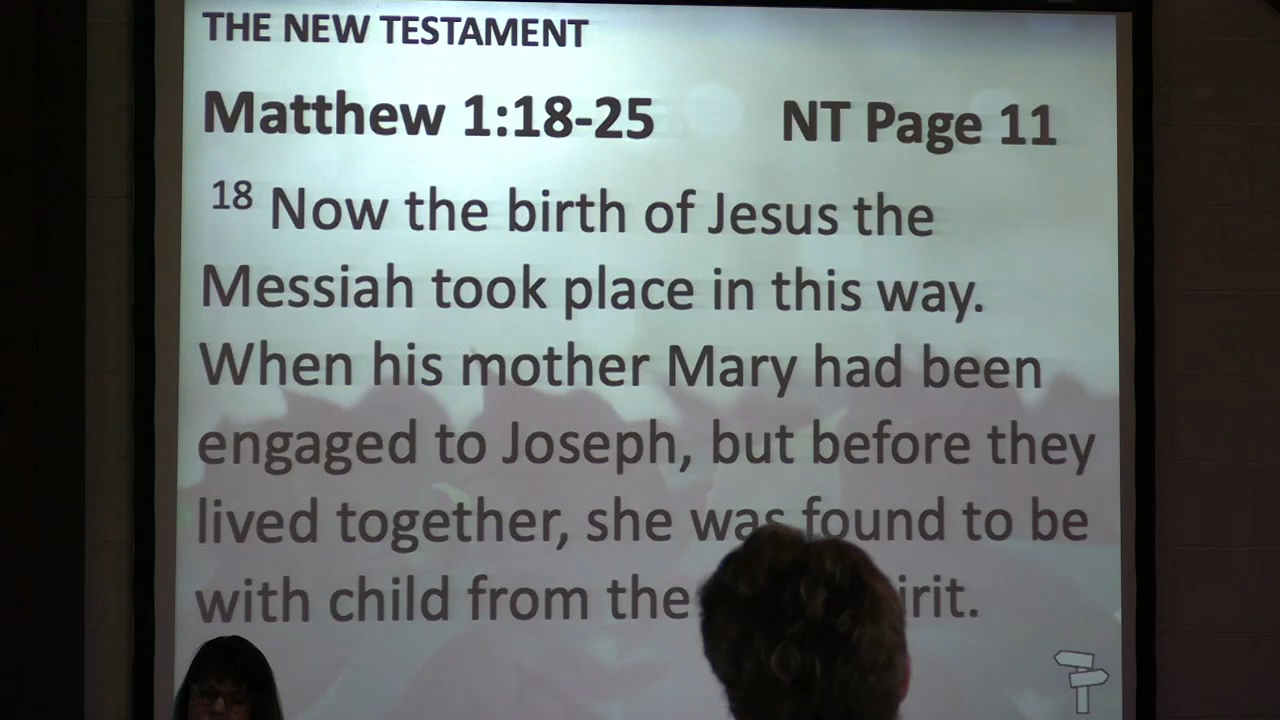 THE NEW TESTAMENT
Matthew 1:18-25 NT Page 11
18 Now the birth of Jesus the
Messiah took place in this way.
When his mother Mary had been
engaged to Joseph, but before they
lived together, she was found to be
with child from the